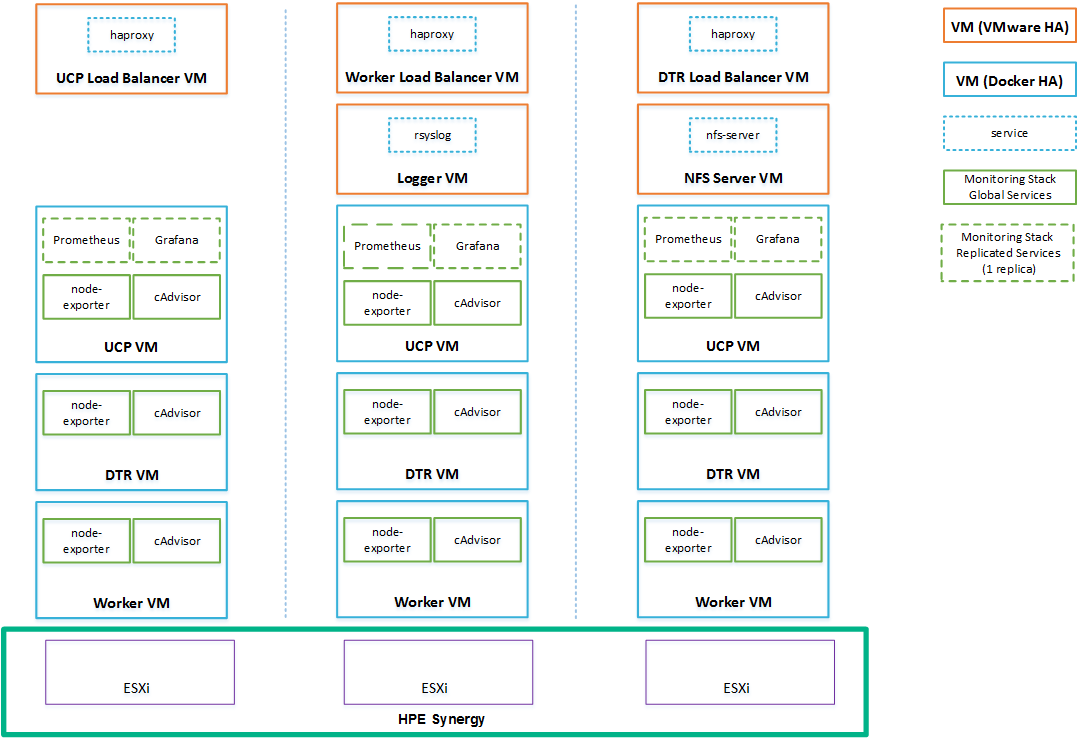 haproxy
UCP Load Balancer VM
haproxy
Worker Load Balancer VM
haproxy
DTR Load Balancer VM
VM (VMware HA)
VM (Docker HA)
rsyslog
Logger VM
nfs-server
NFS Server VM
service
Monitoring Stack
Global Services
Monitoring Stack
Replicated Services
(1 replica)
Prometheus
Grafana
node-
exporter
cAdvisor
UCP VM
Prometheus
Grafana
node-
exporter
cAdvisor
UCP VM
Prometheus
Grafana
node-
exporter
cAdvisor
UCP VM
node-
exporter
cAdvisor
DTR VM
node-
exporter
cAdvisor
DTR VM
node-
exporter
cAdvisor
DTR VM
node-
exporter
cAdvisor
Worker VM
node-
exporter
cAdvisor
Worker VM
node-
exporter
cAdvisor
Worker VM
ESXi
ESXi
ESXi
HPE Synergy